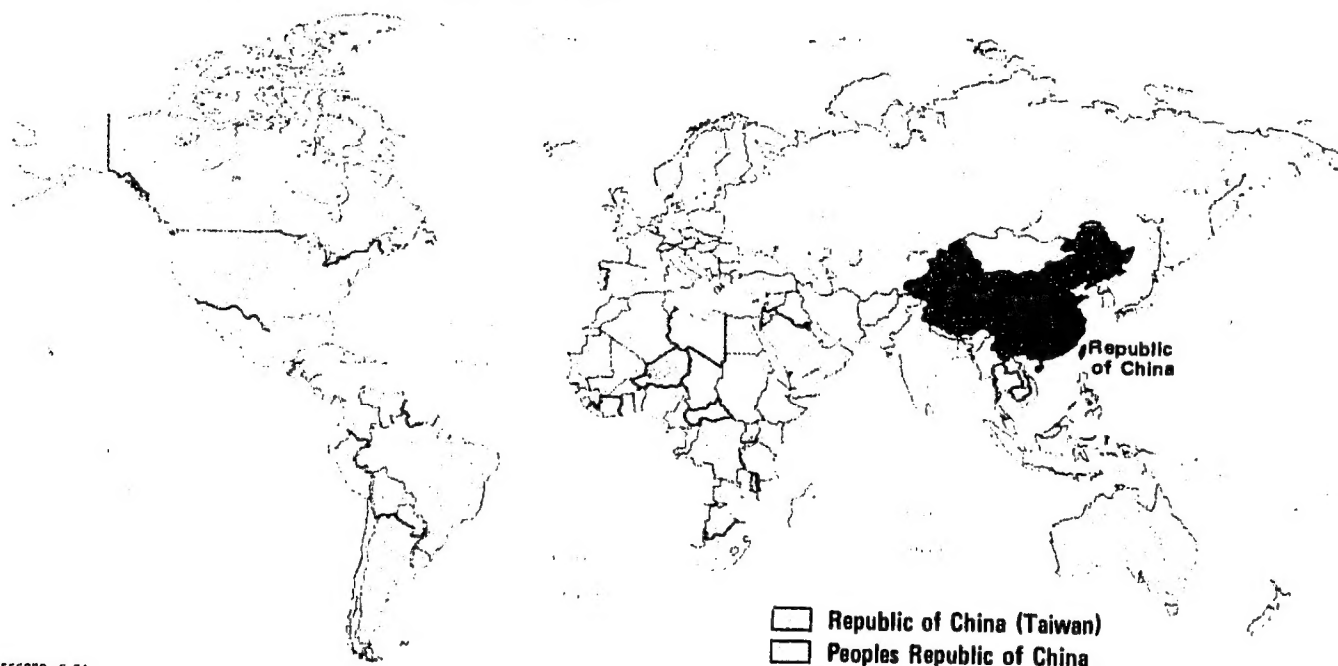 Republic
of China
Republic of China (Taiwan)
Peoples Republic of China